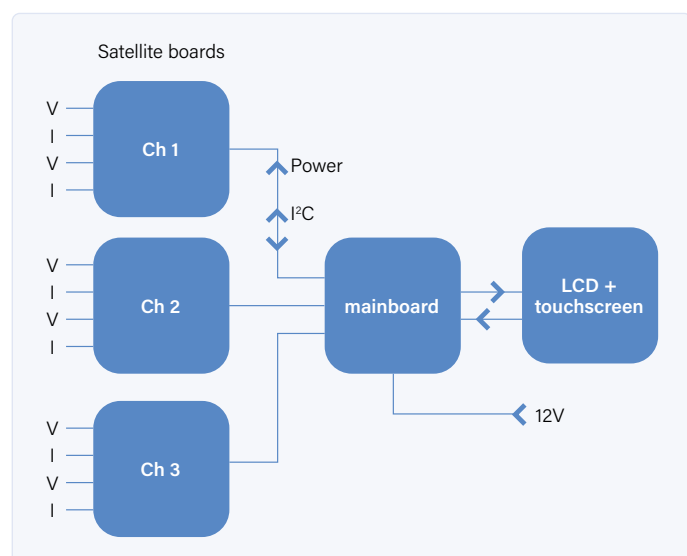 Satellite boards
V
I
V
I
Ch 1
Power
I²C
V
I
V
I
Ch 2
mainboard
LCD +
touchscreen
12V
V
I
V
I
Ch 3